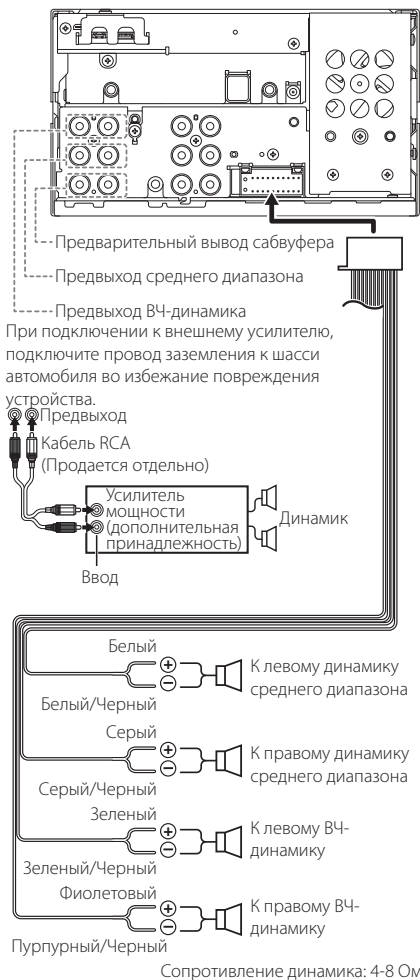 Предварительный вывод сабвуфера
Предвыход среднего диапазона
Предвыход ВЧ-динамика
При подключении к внешнему усилителю,
подключите провод заземления к шасси
автомобиля во избежание повреждения
устройства.
Предвыход
Кабель RCA
(Продается отдельно)
Усилитель
мощности
(дополнительная
принадлежность)
Динамик
Ввод
Белый
К левому динамику
среднего диапазона
Белый/Черный
Серый
К правому динамику
среднего диапазона
Серый/Черный
Зеленый
К левому ВЧ-
динамику
Зеленый/Черный
Фиолетовый
К правому ВЧ-
динамику
Пурпурный/Черный
Сопротивление динамика: 4-8 Ом